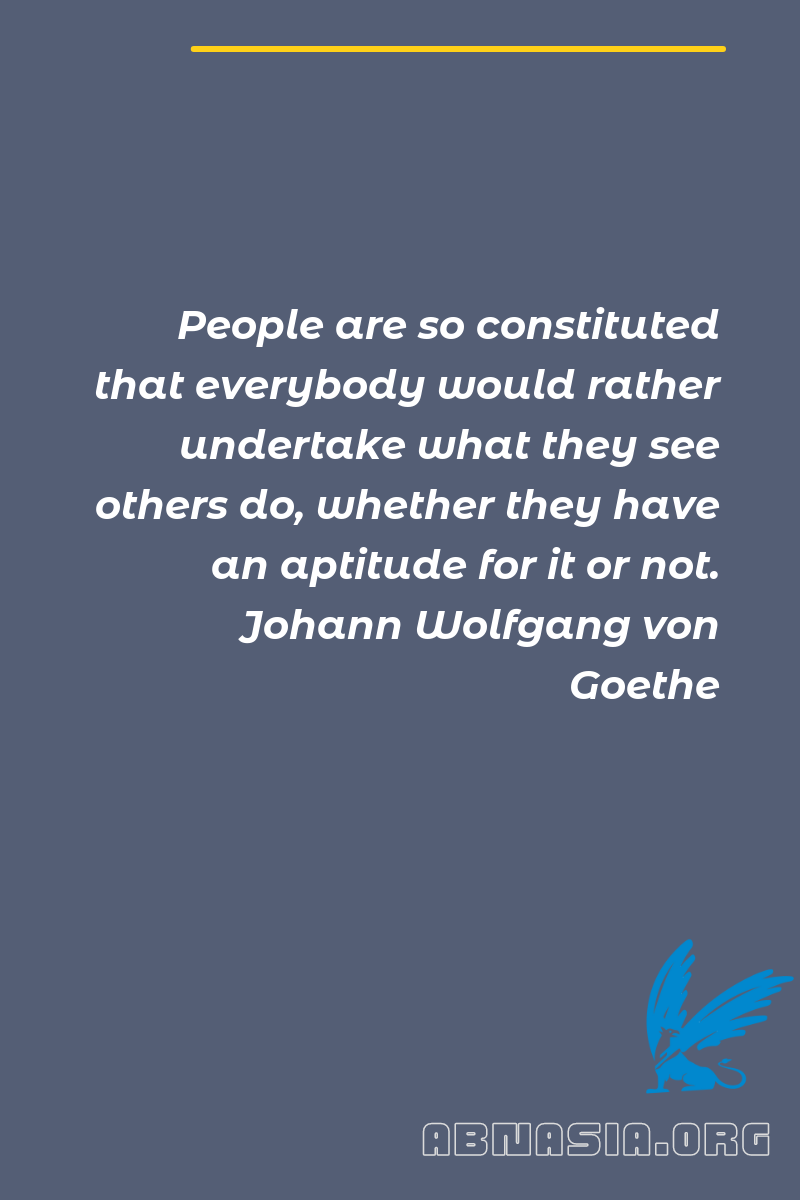 People are so constituted
that everybody would rather
undertake what they see
others do, whether they have
an aptitude for it or not.
Johann Wolfgang von
Goethe
ABNASIA.ORG